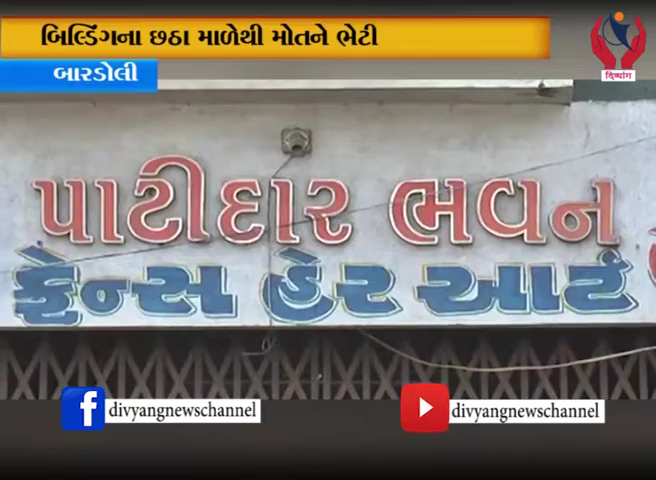 બિલ્ડિંગના છઠા માળેથી મોતને ભેટી
બારડોલી
દિવ્યાંગ
પાટીદાર ભવન
ફેન્સ હેર આર્ટ
divyangnewschannel
divyangnewschannel